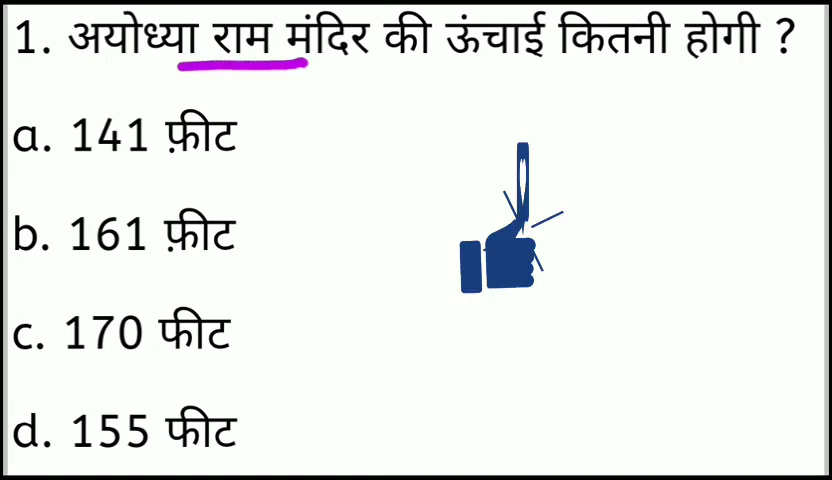 1. अयोध्या राम मंदिर की ऊंचाई कितनी होगी ?
a. 141 फ़ीट
b. 161 फ़ीट
c. 170 फीट
d. 155 फीट